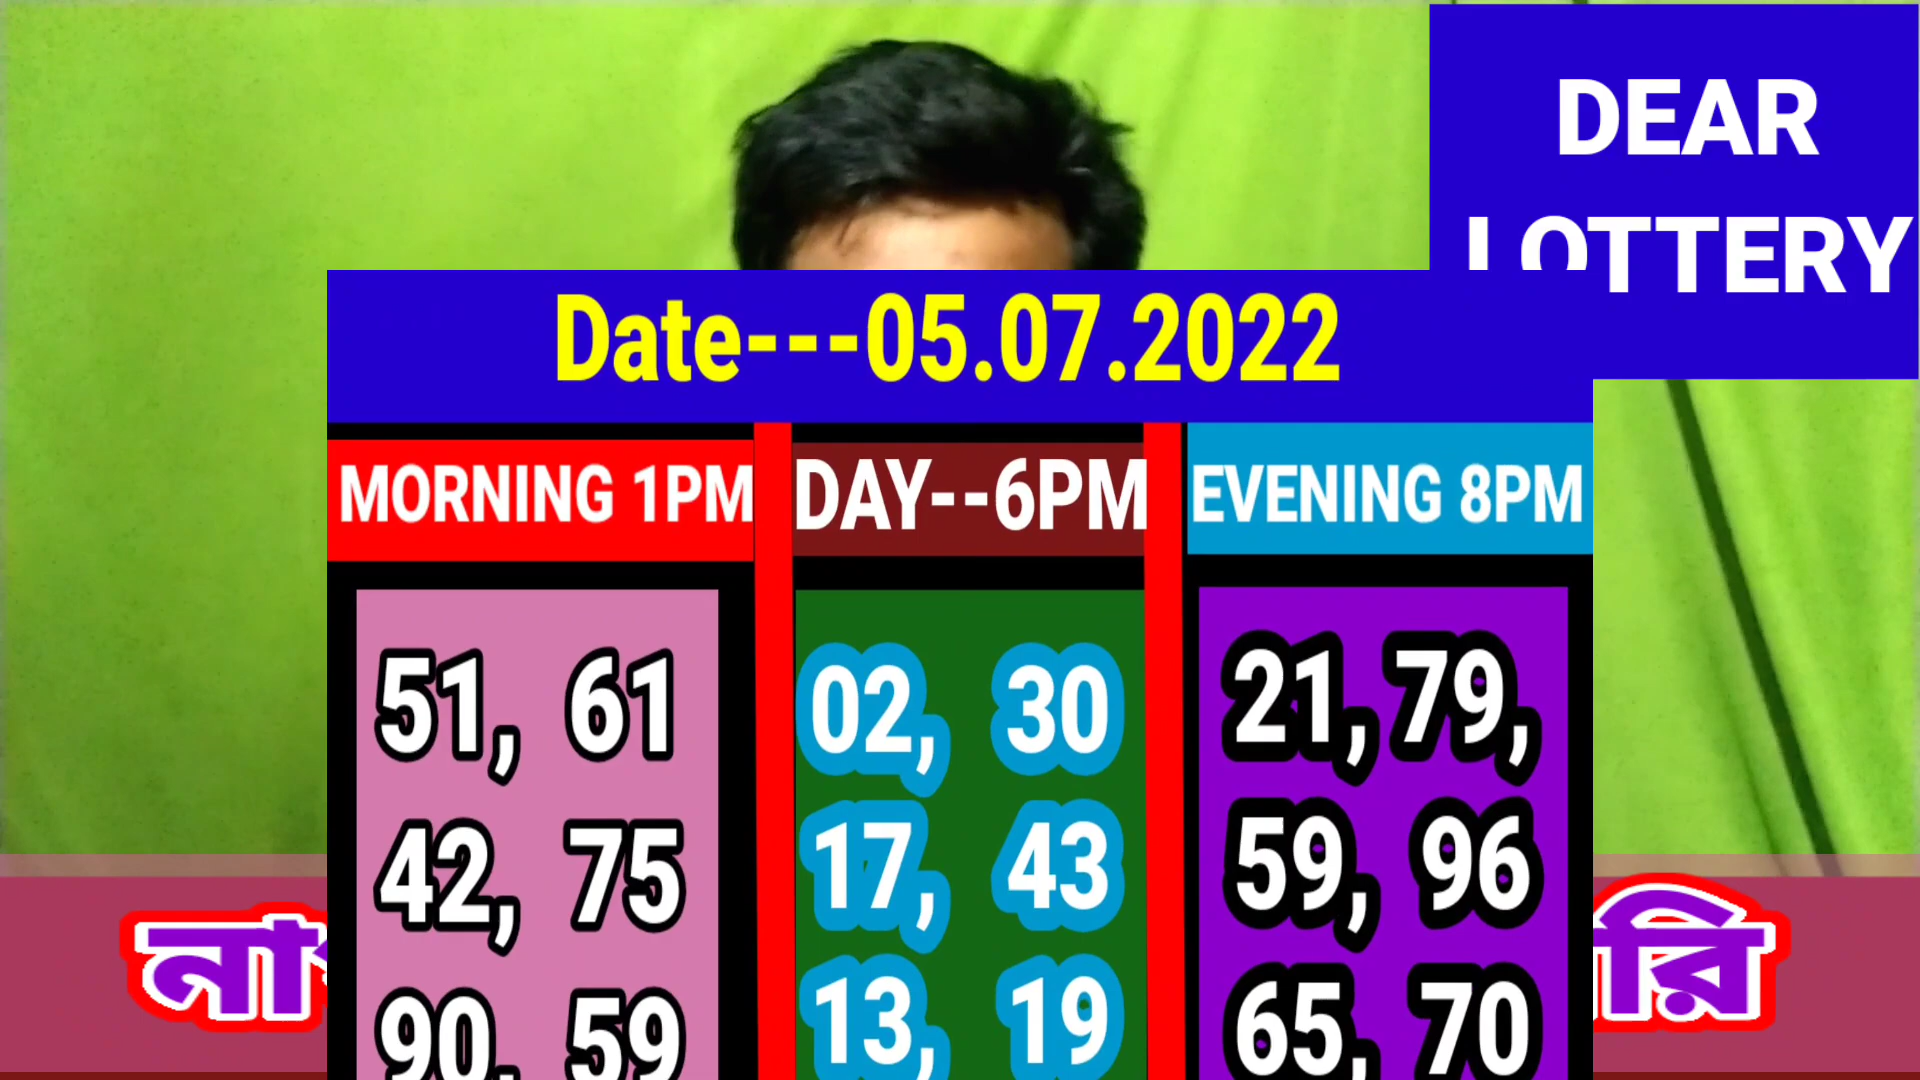 DEAR
LOTTERY
Date---05.07.2022
MORNING 1PM
DAY--6PM
EVENING 8PM
51, 61
42, 75
90, 59
02, 30
17, 43
13, 19
21, 79,
59, 96
65, 70